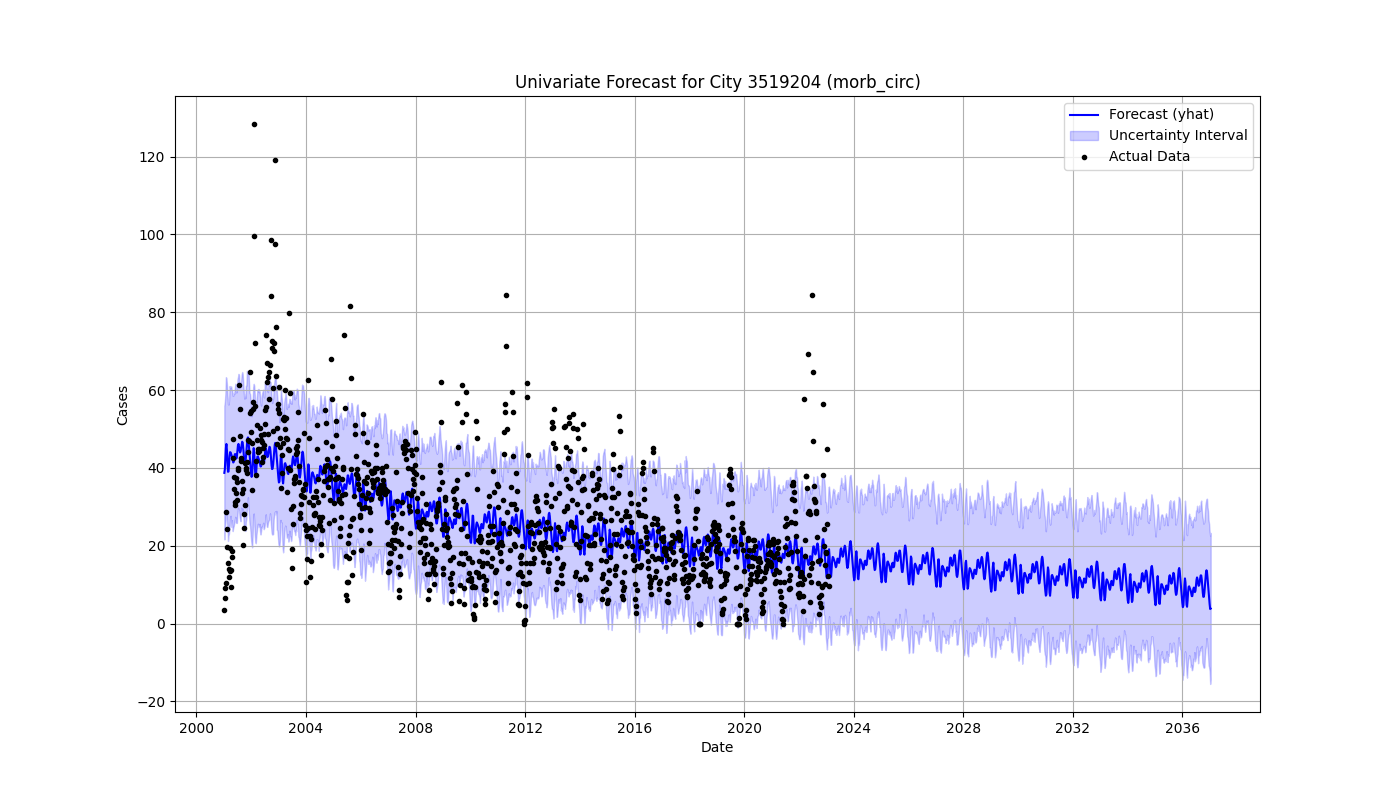 Univariate Forecast for City 3519204 (morb_circ)
Forecast (yhat)
Uncertainty Interval
Actual Data
Cases
120
100
80
60
40
20
0
−20
2000 2004 2008 2012 2016 2020 2024 2028 2032 2036
Date